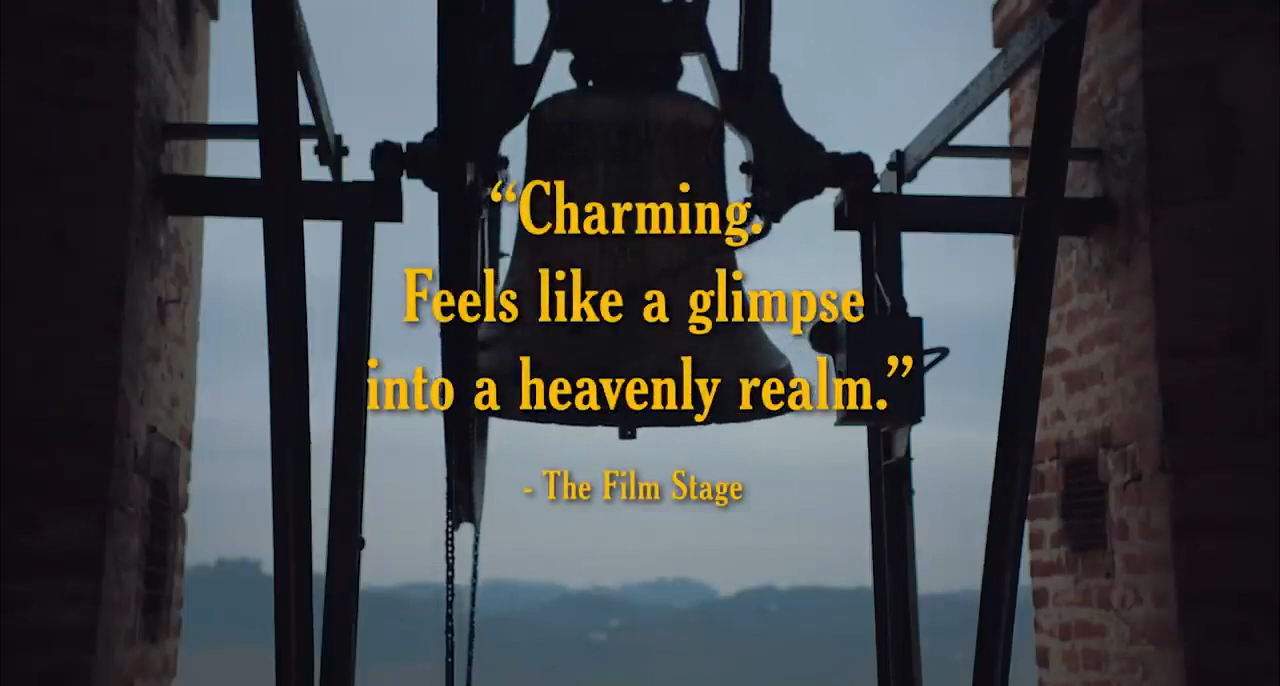 “Charming.
Feels like a glimpse
into a heavenly realm.”
- The Film Stage